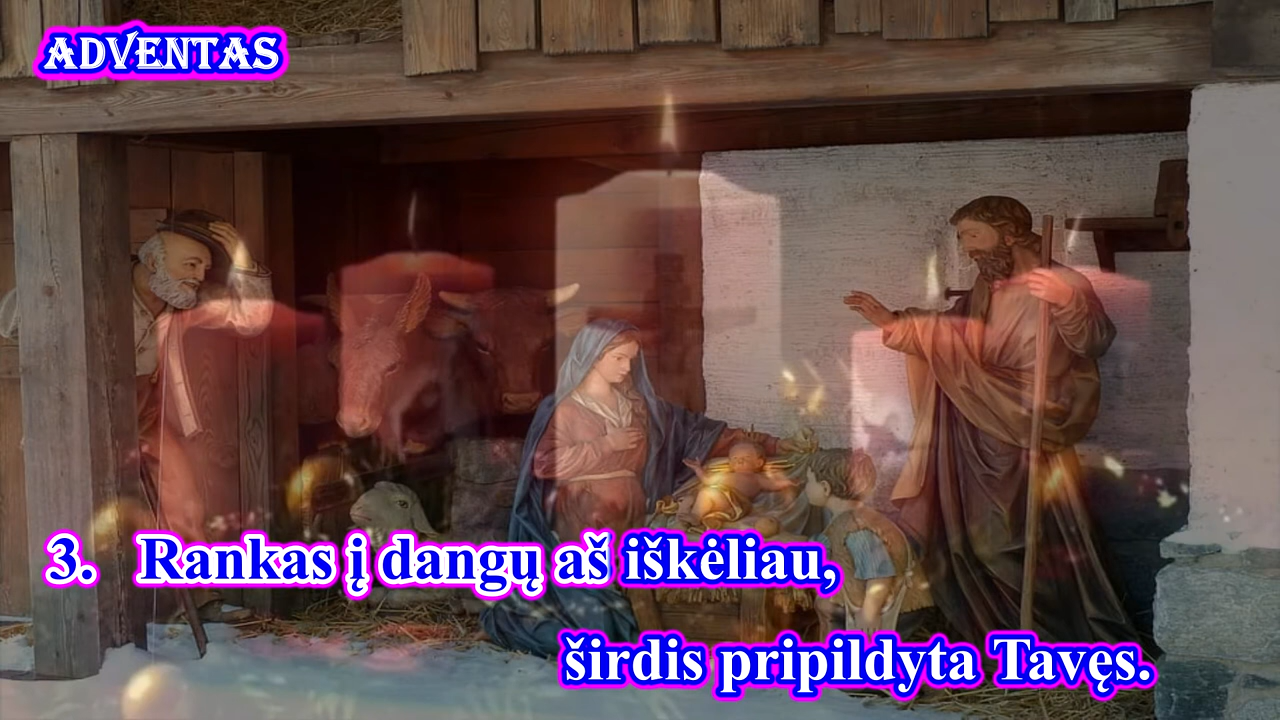 ADVENTAS
3. Rankas į dangų aš iškėliau,
širdis pripildyta Tavęs.